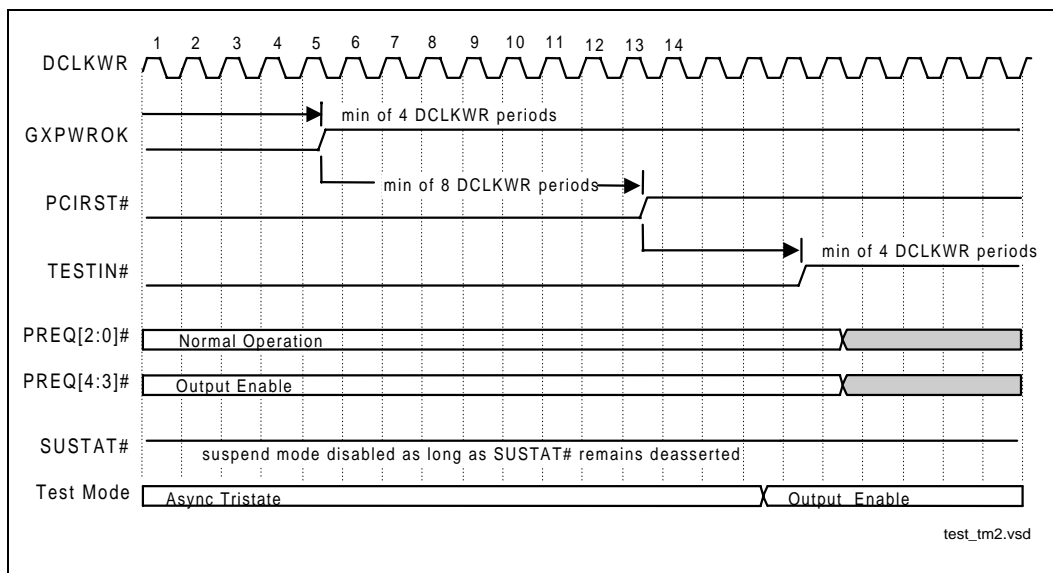 1 2 3 4 5 6 7 8 9 10 11 12 13 14
DCLKWR
min of 4 DCLKWR periods
GXPWROK
min of 8 DCLKWR periods
PCIRST#
min of 4 DCLKWR periods
TESTIN#
PREQ[2:0]# Normal Operation
PREQ[4:3]# Output Enable
SUSTAT#
suspend mode disabled as long as SUSTAT# remains deasserted
Test Mode Async Tristate Output Enable
test_tm2.vsd